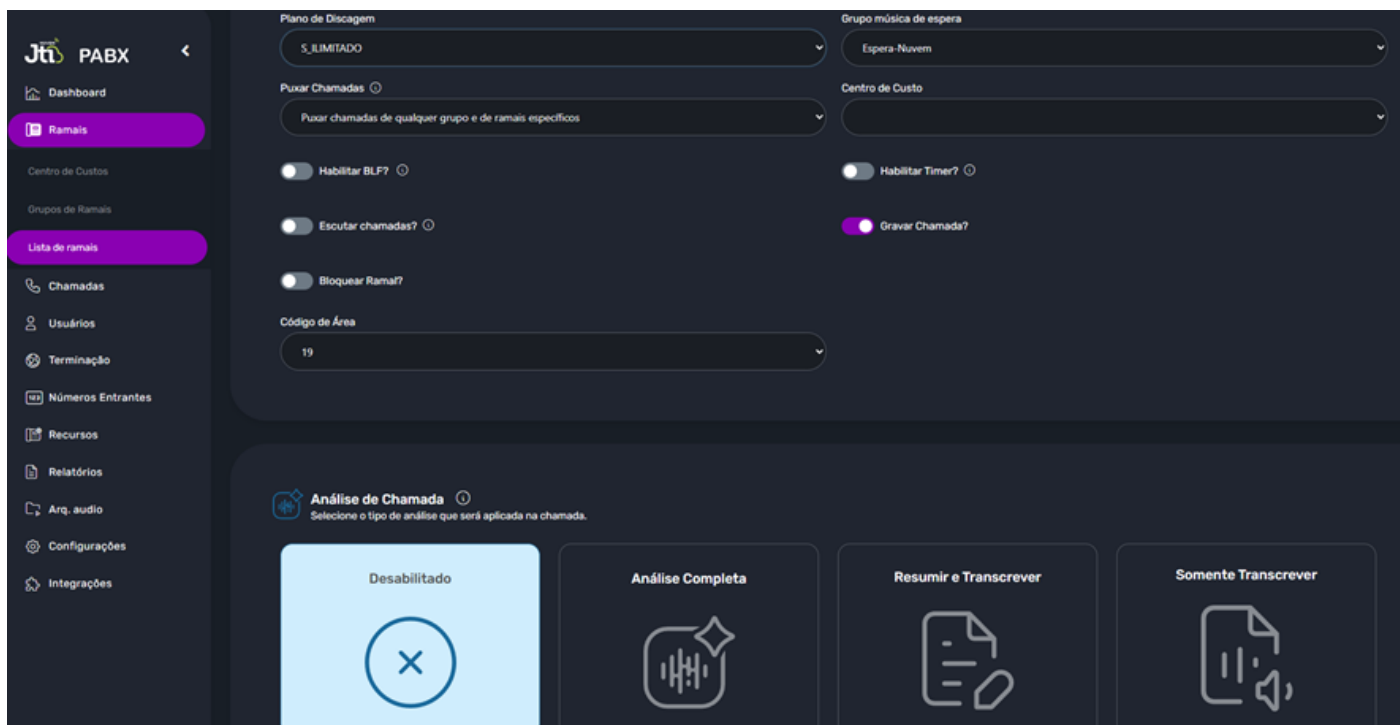 Jti PABX
Dashboard
Ramais
Centro de Custos
Grupos de Ramais
Lista de ramais
Chamadas
Usuários
Terminação
Números Entrantes
Recursos
Relatórios
Arq. audio
Configurações
Integrações
Plano de Discagem
Grupo música de espera
S_ILIMITADO
Espera-Nuvem
Puxar Chamadas
Centro de Custo
Puxar chamadas de qualquer grupo e de ramais específicos
Habilitar BLF?
Habilitar Timer?
Escutar chamadas?
Gravar Chamada?
Bloquear Ramal?
Código de Área
19
Análise de Chamada
Selecione o tipo de análise que será aplicada na chamada.
Desabilitado
Análise Completa
Resumir e Transcrever
Somente Transcrever